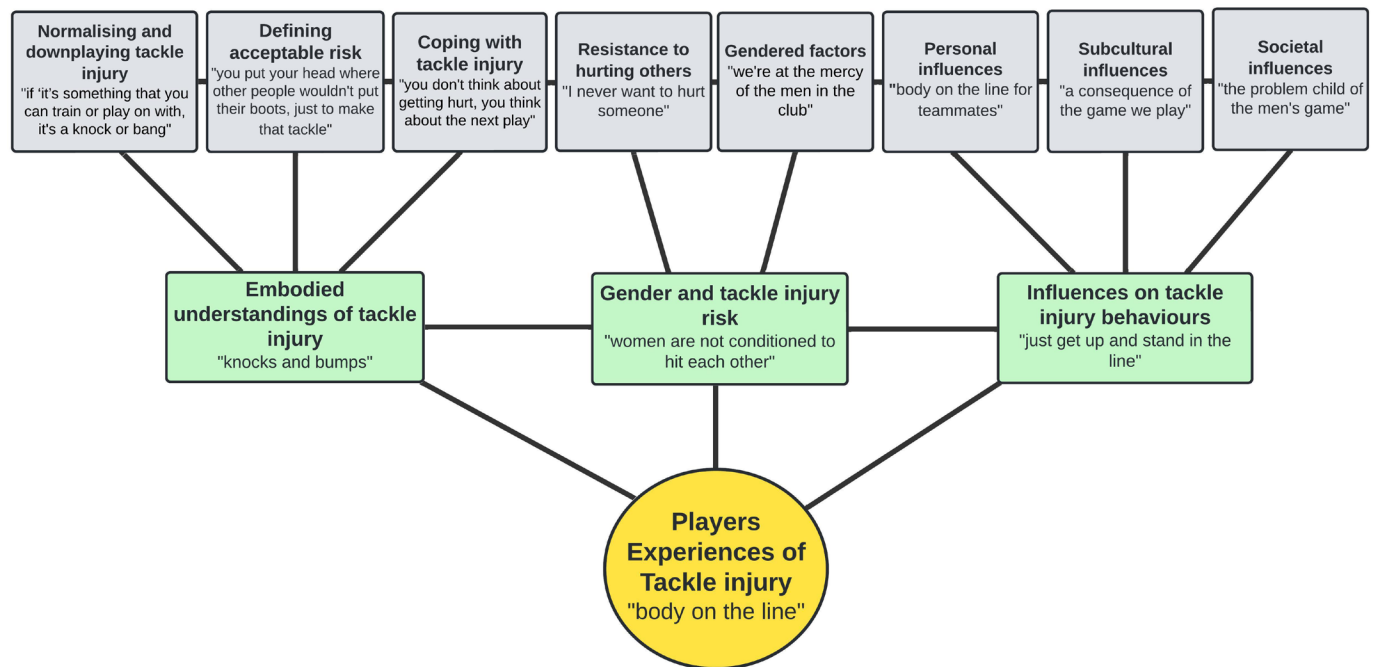 Normalising and
downplaying tackle
injury
"if ‘it’s something that you
can train or play on with,
it's a knock or bang"
Defining
acceptable risk
"you put your head where
other people wouldn't put
their boots, just to make
that tackle"
Coping with
tackle injury
"you don't think about
getting hurt, you think
about the next play"
Resistance to
hurting others
"I never want to hurt
someone"
Gendered factors
"we're at the mercy
of the men in the
club"
Personal
influences
"body on the line for
teammates"
Subcultural
influences
"a consequence of
the game we play"
Societal
influences
"the problem child of
the men's game"
Embodied
understandings of tackle
injury
"knocks and bumps"
Gender and tackle injury
risk
"women are not conditioned to
hit each other"
Influences on tackle
injury behaviours
"just get up and stand in the
line"
Players
Experiences of
Tackle injury
"body on the line"